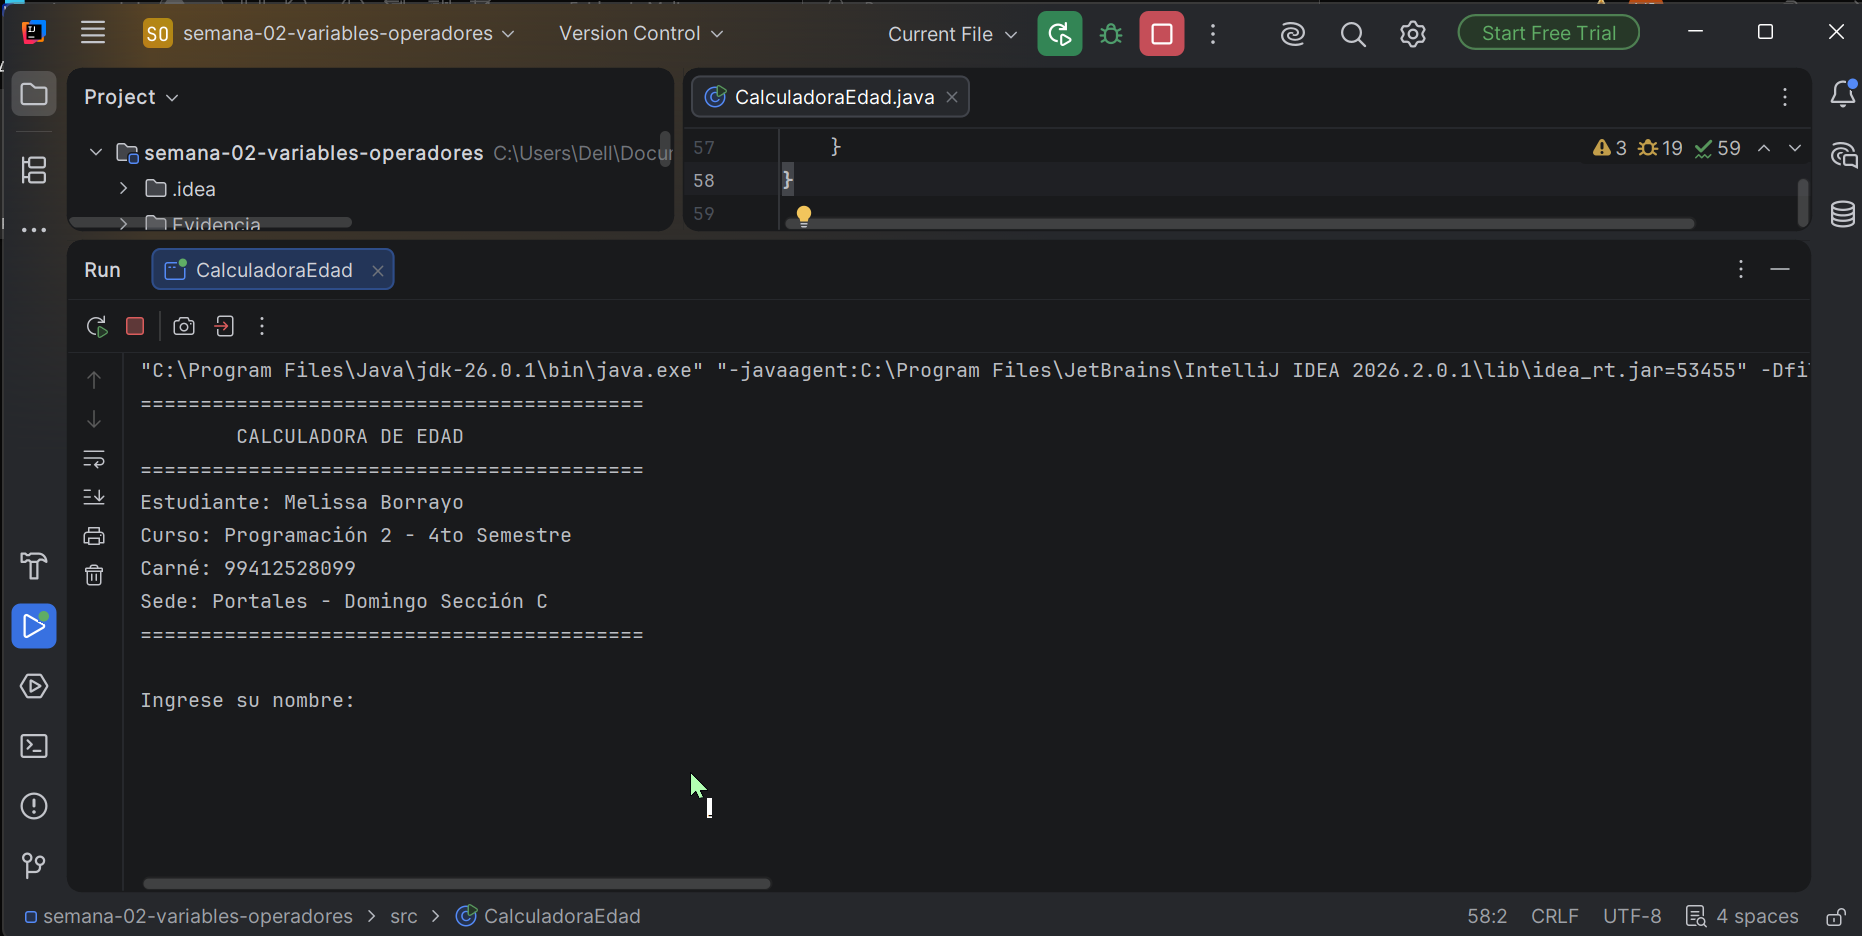 SO semana-02-variables-operadores Version Control Current File Start Free Trial
Project
CalculadoraEdad.java
semana-02-variables-operadores C:\Users\Dell\Docu
.idea
Evidencia
57 }
58 }
59
3 19 59
Run CalculadoraEdad
"C:\Program Files\Java\jdk-26.0.1\bin\java.exe" "-javaagent:C:\Program Files\JetBrains\IntelliJ IDEA 2026.2.0.1\lib\idea_rt.jar=53455" -Dfi
==========================================
CALCULADORA DE EDAD
==========================================
Estudiante: Melissa Borrayo
Curso: Programación 2 - 4to Semestre
Carné: 99412528099
Sede: Portales - Domingo Sección C
==========================================
Ingrese su nombre:
semana-02-variables-operadores > src > CalculadoraEdad 58:2 CRLF UTF-8 4 spaces